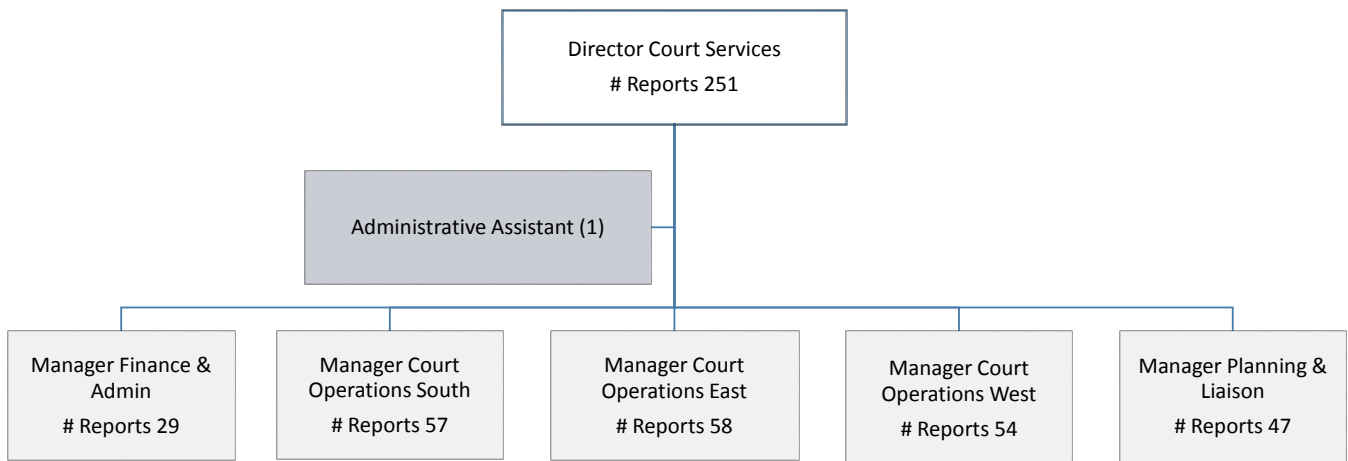 Director Court Services
# Reports 251
Administrative Assistant (1)
Manager Finance &
Admin
# Reports 29
Manager Court
Operations South
# Reports 57
Manager Court
Operations East
# Reports 58
Manager Court
Operations West
# Reports 54
Manager Planning &
Liaison
# Reports 47